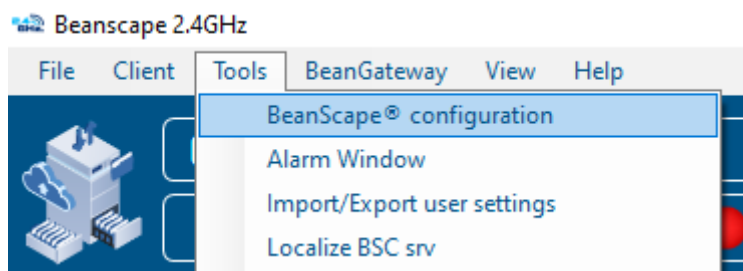 Beanscape 2.4GHz
File Client Tools BeanGateway View Help
BeanScape® configuration
Alarm Window
Import/Export user settings
Localize BSC srv